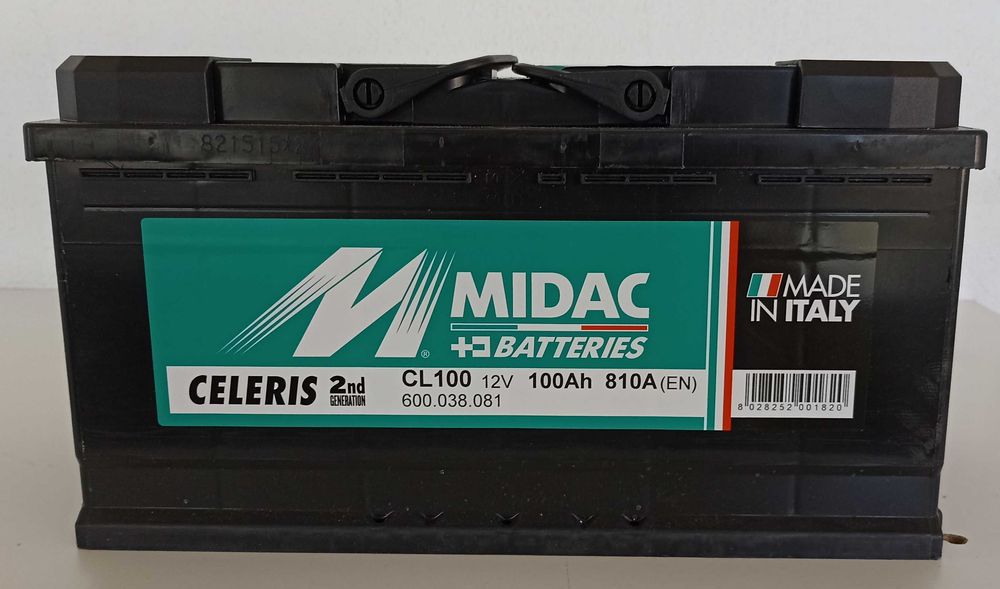 MIDAC
BATTERIES
CELERIS 2nd GENERATION
CL100 12V 100Ah 810A (EN)
600.038.081
MADE
IN ITALY
8 028252 001820